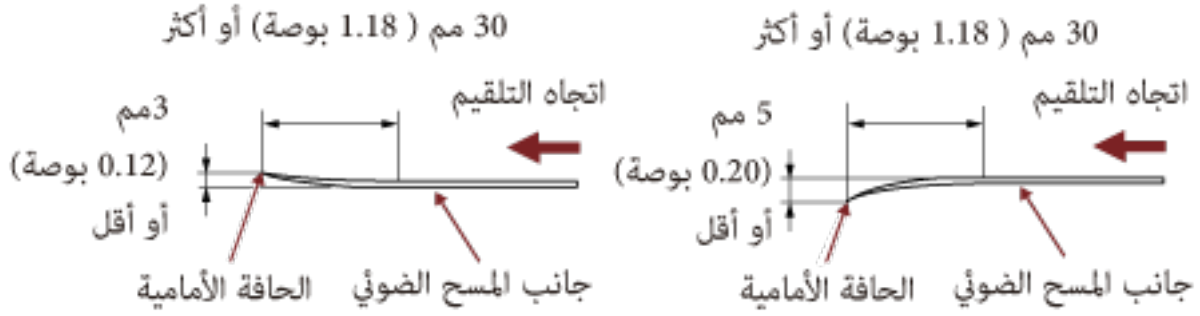 30 مم ( 1.18 بوصة) أو أكثر
اتجاه التلقيم
5 مم
(0.20 بوصة)
أو أقل
جانب المسح الضوئي
الحافة الأمامية
30 مم ( 1.18 بوصة) أو أكثر
اتجاه التلقيم
3مم
(0.12 بوصة)
أو أقل
جانب المسح الضوئي
الحافة الأمامية